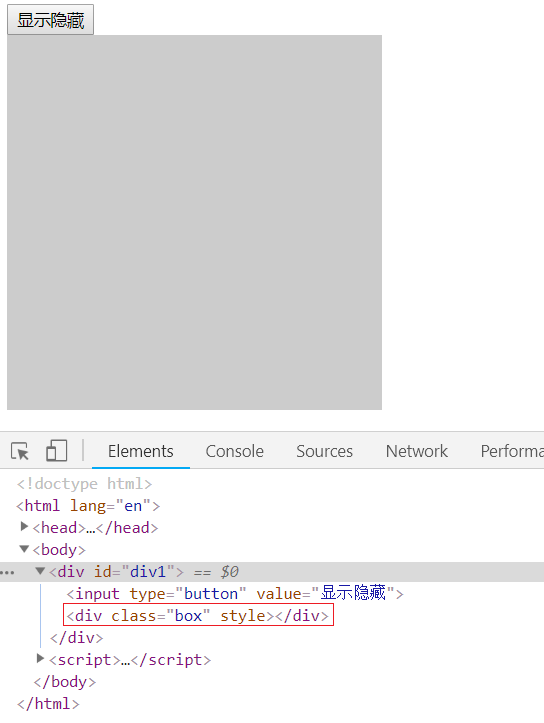 显示隐藏
Elements Console Sources Network Performa
<!doctype html>
<html lang="en">
<head>…</head>
<body>
<div id="div1"> == $0
<input type="button" value="显示隐藏">
<div class="box" style></div>
</div>
<script>…</script>
</body>
</html>